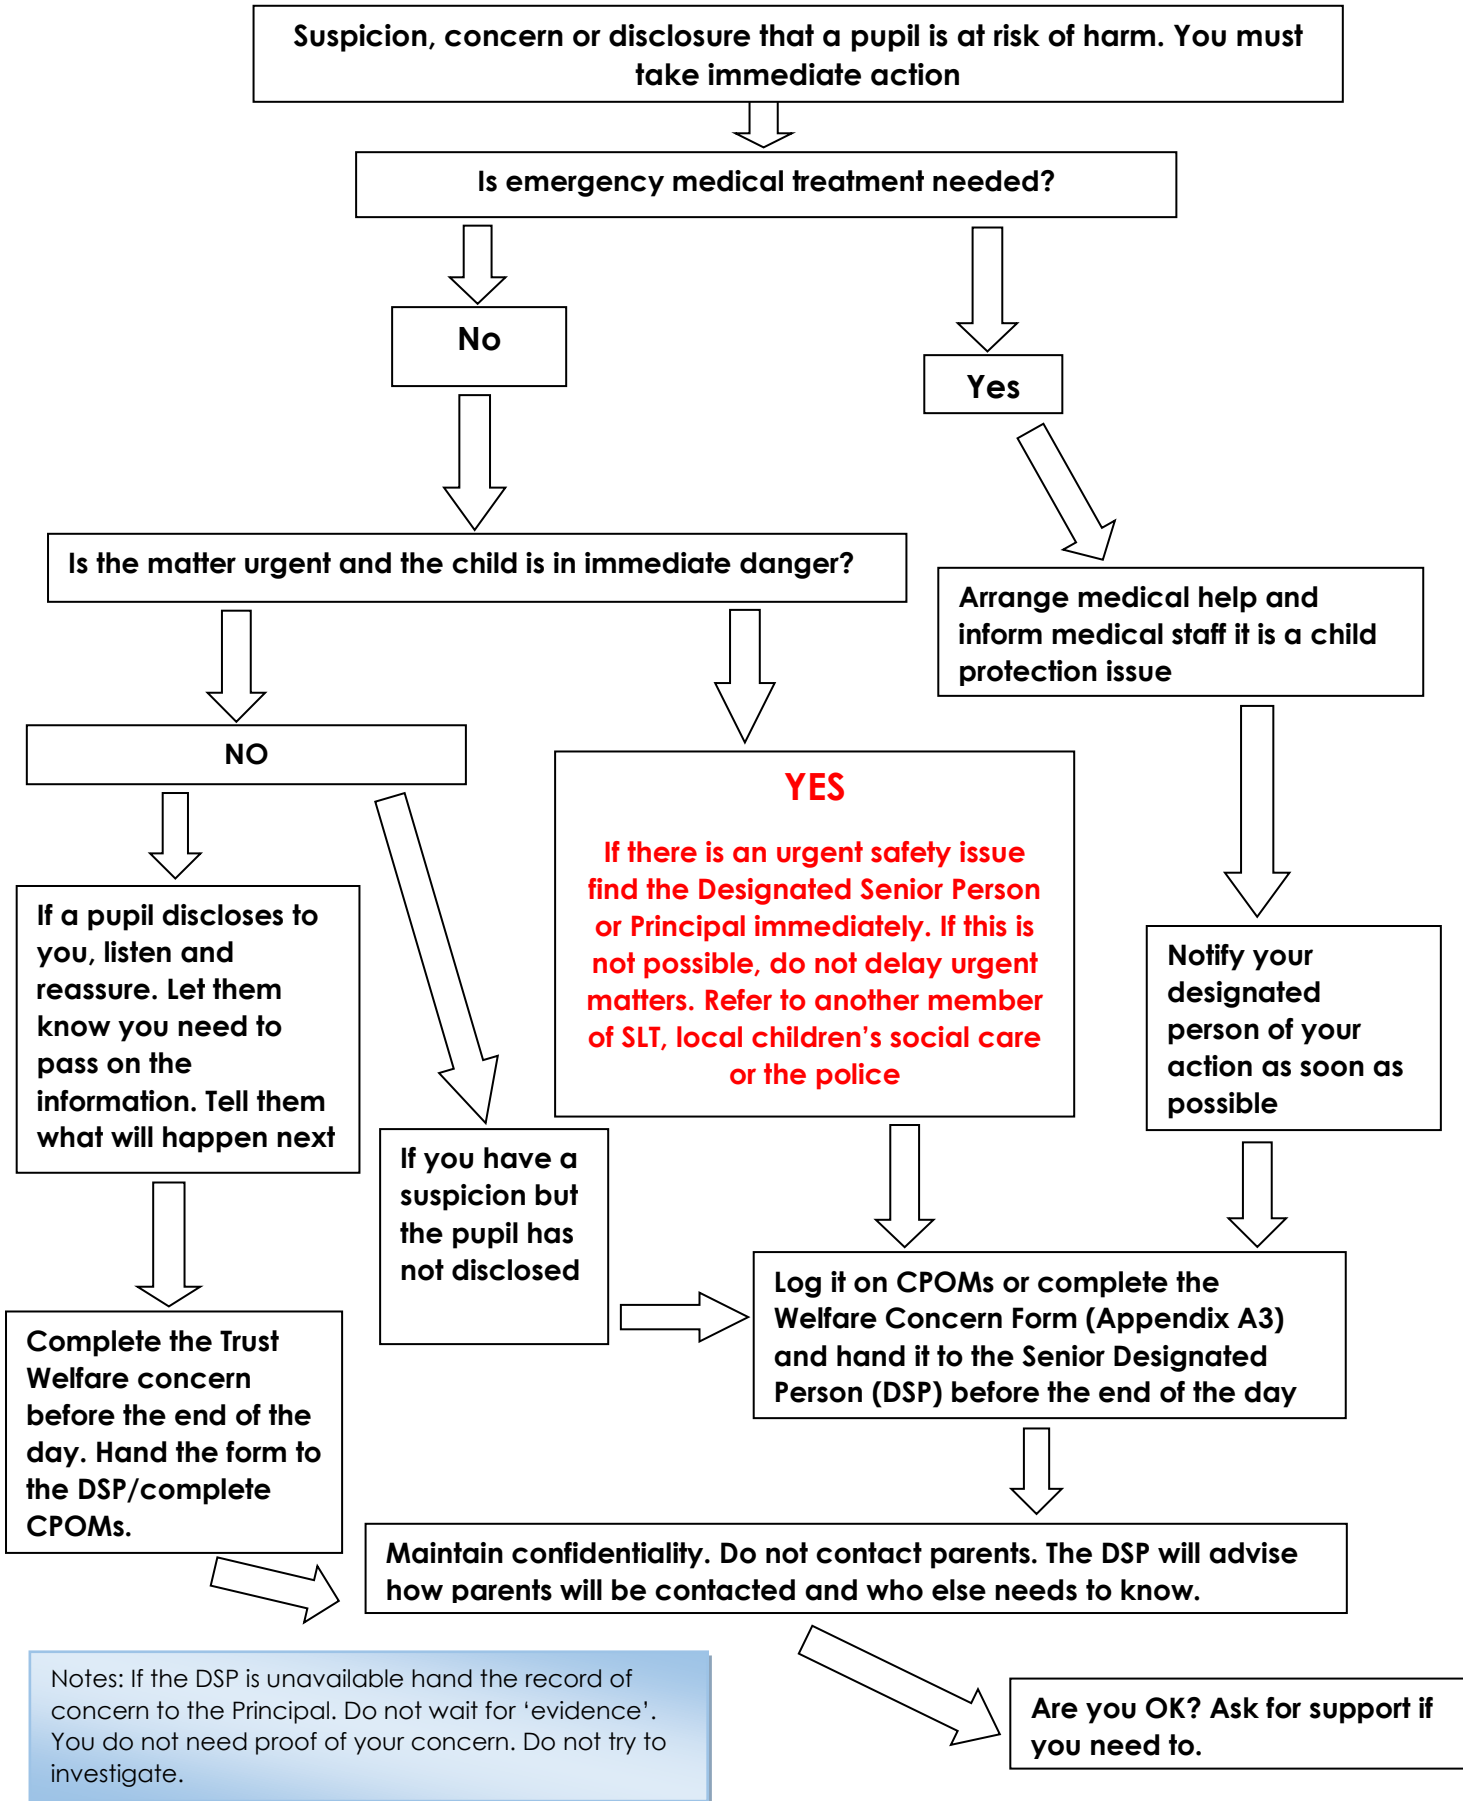 Suspicion, concern or disclosure that a pupil is at risk of harm. You must
take immediate action
Is emergency medical treatment needed?
No
Yes
Is the matter urgent and the child is in immediate danger?
Arrange medical help and
inform medical staff it is a child
protection issue
NO
YES
If there is an urgent safety issue
find the Designated Senior Person
or Principal immediately. If this is
not possible, do not delay urgent
matters. Refer to another member
of SLT, local children’s social care
or the police
If a pupil discloses to
you, listen and
reassure. Let them
know you need to
pass on the
information. Tell them
what will happen next
Notify your
designated
person of your
action as soon as
possible
If you have a
suspicion but
the pupil has
not disclosed
Log it on CPOMs or complete the
Welfare Concern Form (Appendix A3)
and hand it to the Senior Designated
Person (DSP) before the end of the day
Complete the Trust
Welfare concern
before the end of the
day. Hand the form to
the DSP/complete
CPOMs.
Maintain confidentiality. Do not contact parents. The DSP will advise
how parents will be contacted and who else needs to know.
Notes: If the DSP is unavailable hand the record of
concern to the Principal. Do not wait for ‘evidence’.
You do not need proof of your concern. Do not try to
investigate.
Are you OK? Ask for support if
you need to.